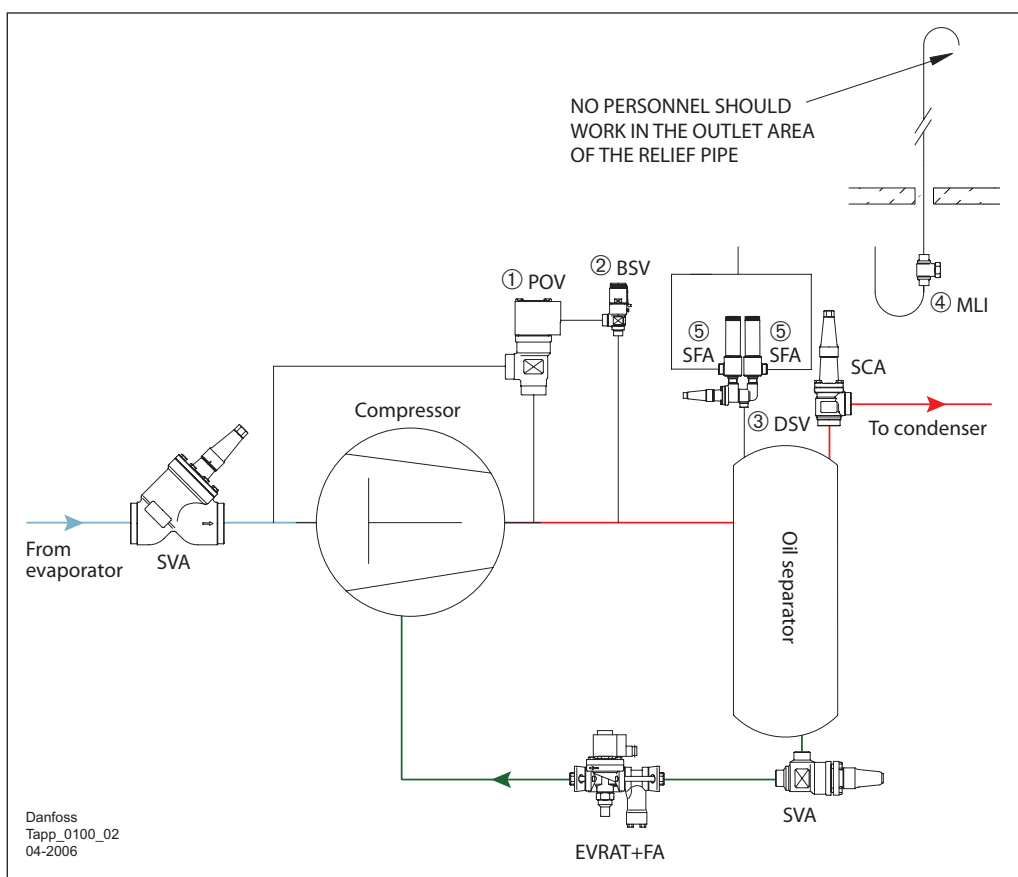 NO PERSONNEL SHOULD
WORK IN THE OUTLET AREA
OF THE RELIEF PIPE
① POV
② BSV
④ MLI
⑤
SFA
⑤
SFA
SCA
③ DSV
To condenser
Compressor
From
evaporator
SVA
Oil separator
EVRAT+FA
SVA
Danfoss
Tapp_0100_02
04-2006